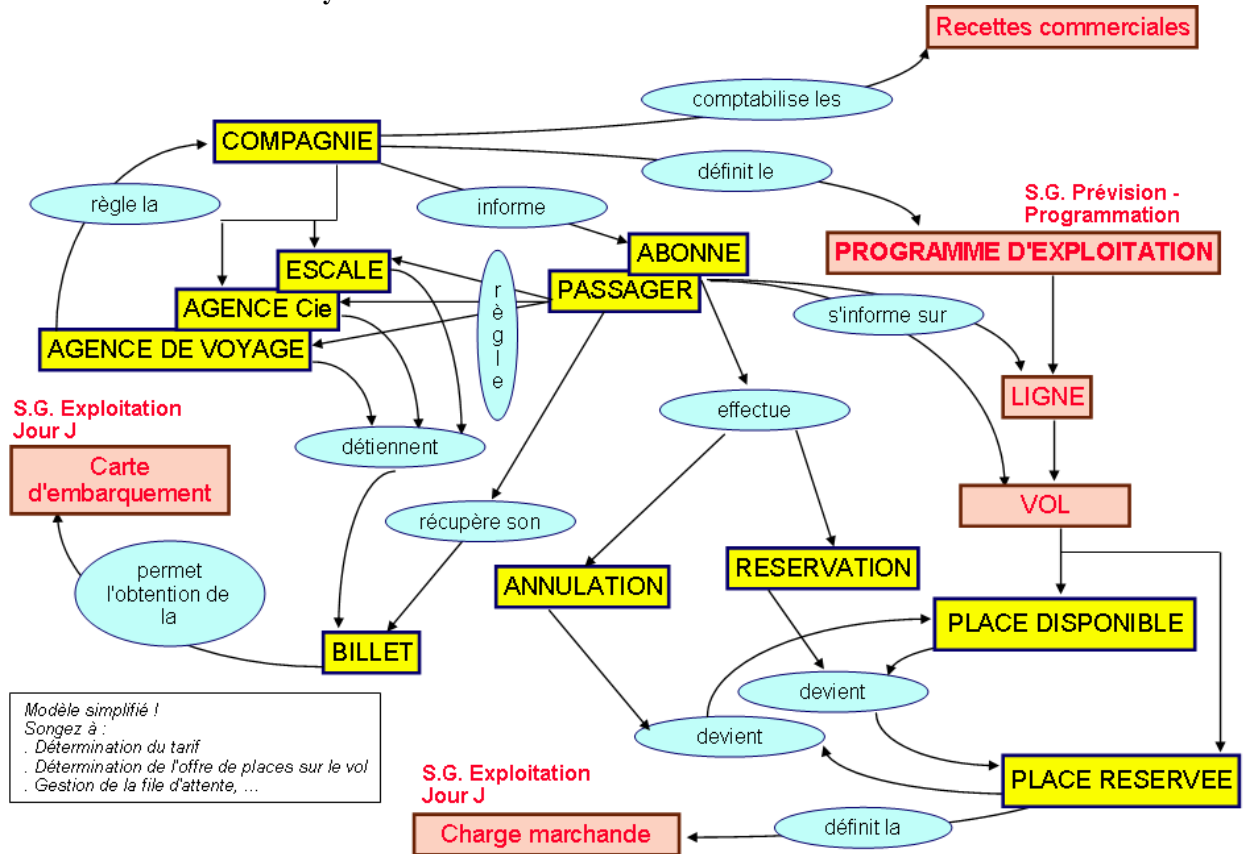 Recettes commerciales
comptabilise les
COMPAGNIE
définit le
règle la
informe
S.G. Prévision -
Programmation
ABONNE
PROGRAMME D'EXPLOITATION
ESCALE
PASSAGER
AGENCE Cie
s'informe sur
AGENCE DE VOYAGE
règle
LIGNE
S.G. Exploitation
Jour J
effectue
détiennent
Carte
d'embarquement
VOL
récupère son
permet
l'obtention de
la
ANNULATION
RESERVATION
PLACE DISPONIBLE
BILLET
devient
Modèle simplifié !
Songez à :
. Détermination du tarif
. Détermination de l'offre de places sur le vol
. Gestion de la file d'attente, ...
devient
S.G. Exploitation
Jour J
PLACE RESERVEE
Charge marchande
définit la